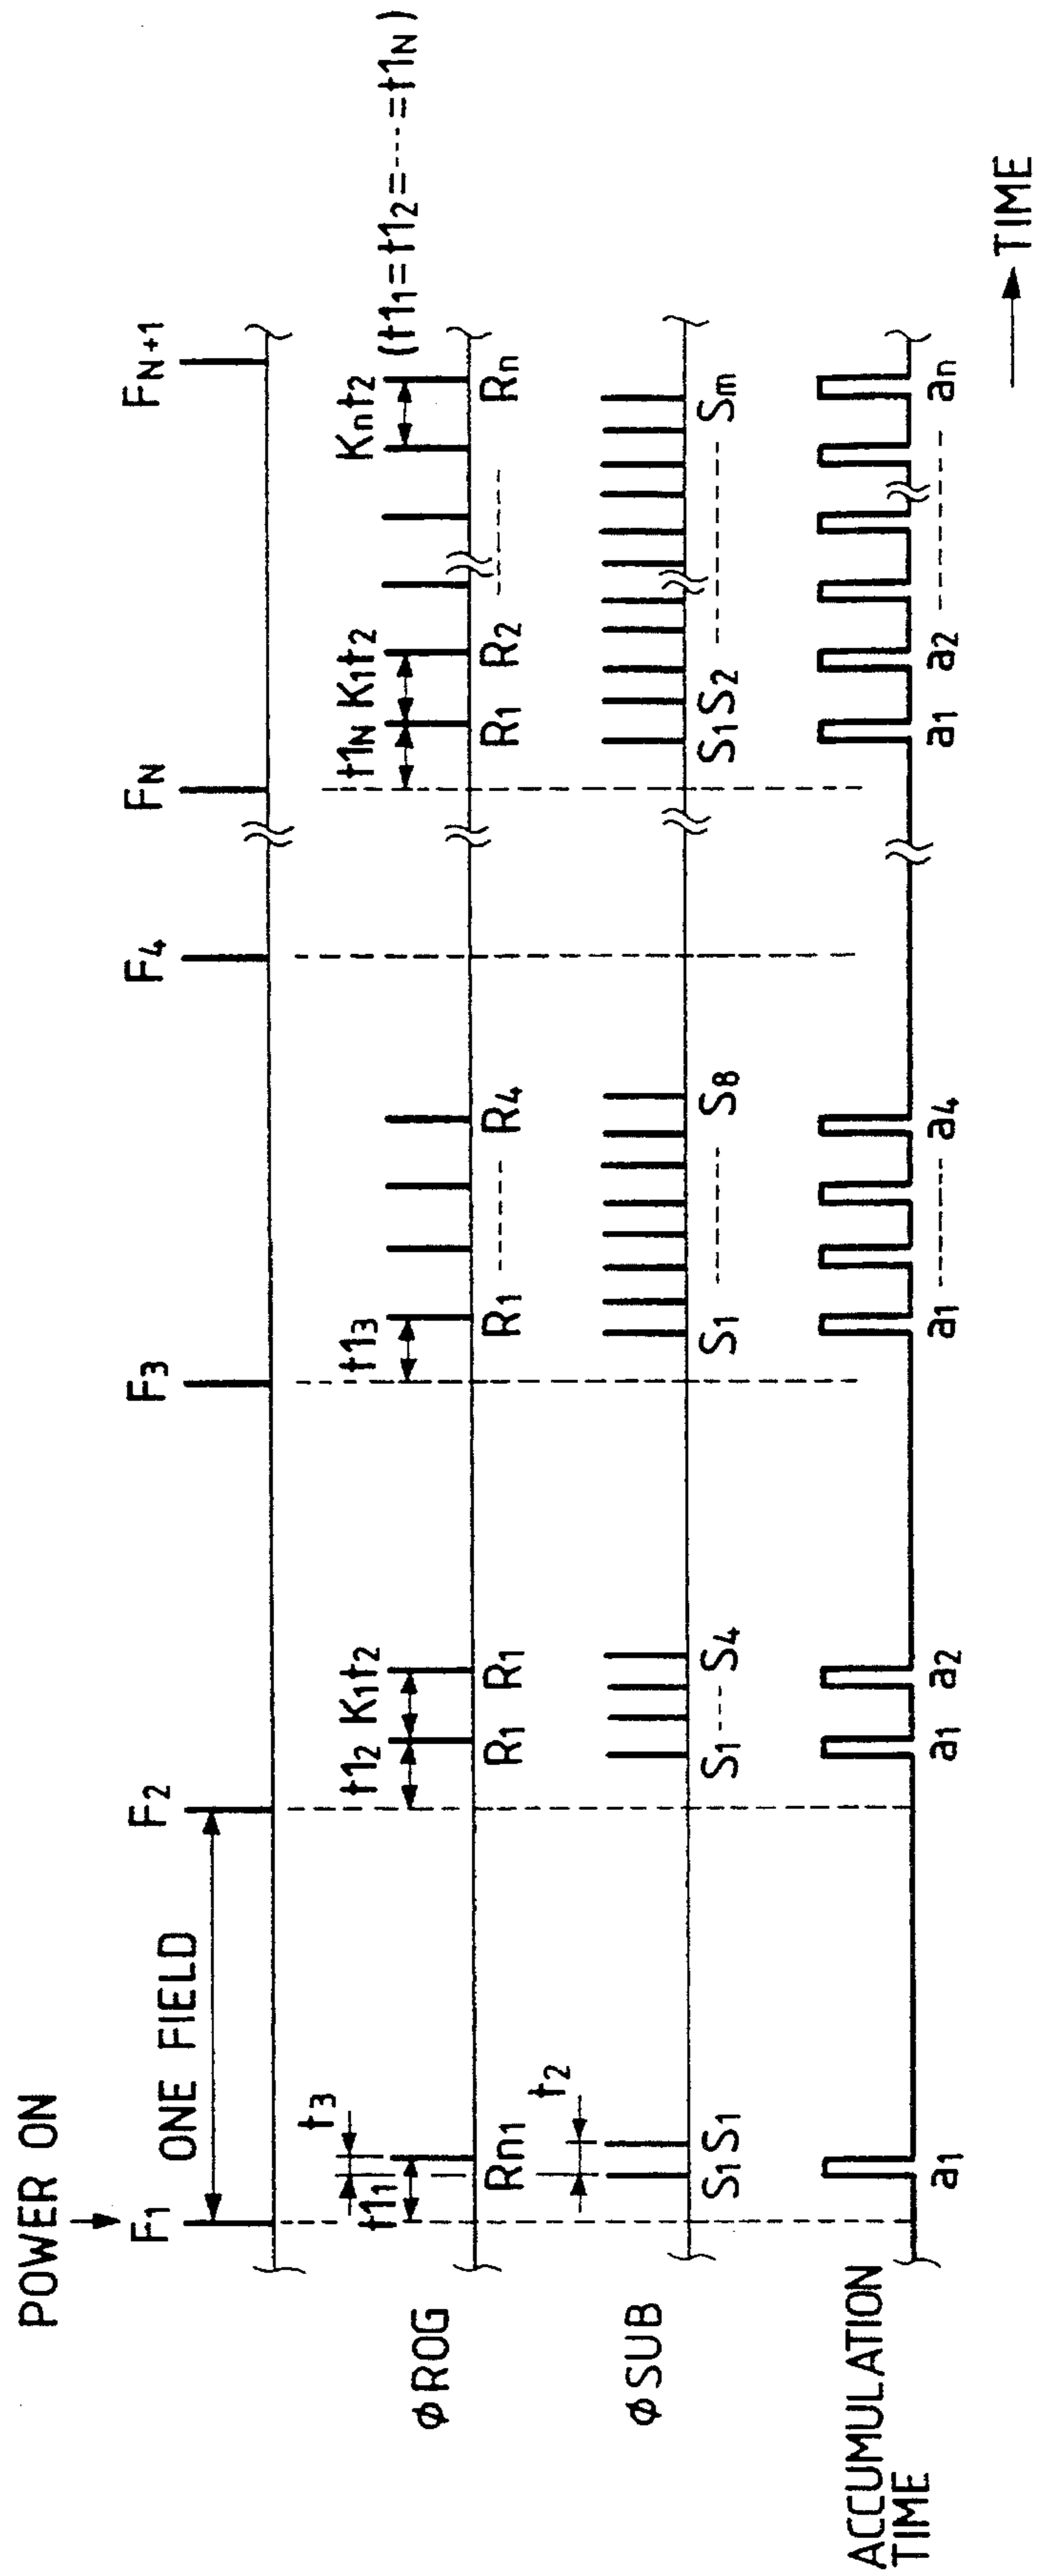 POWER ON
F1 F2 F3 F4 FN FN+1
ONE FIELD
t3 t11 t12 K1t2 t13 t1N K1t2 Knt2 (t11=t12=----=t1N)
φROG
Rn1 R1 R1 R1 ----- R4 R1 R2 ----- Rn
t2
φSUB
S1 S1 S1 --- S4 S1 ----- S8 S1 S2 ------- Sm
ACCUMULATION
TIME
a1 a1 a2 a1 ------ a4 a1 a2 ------- an
TIME